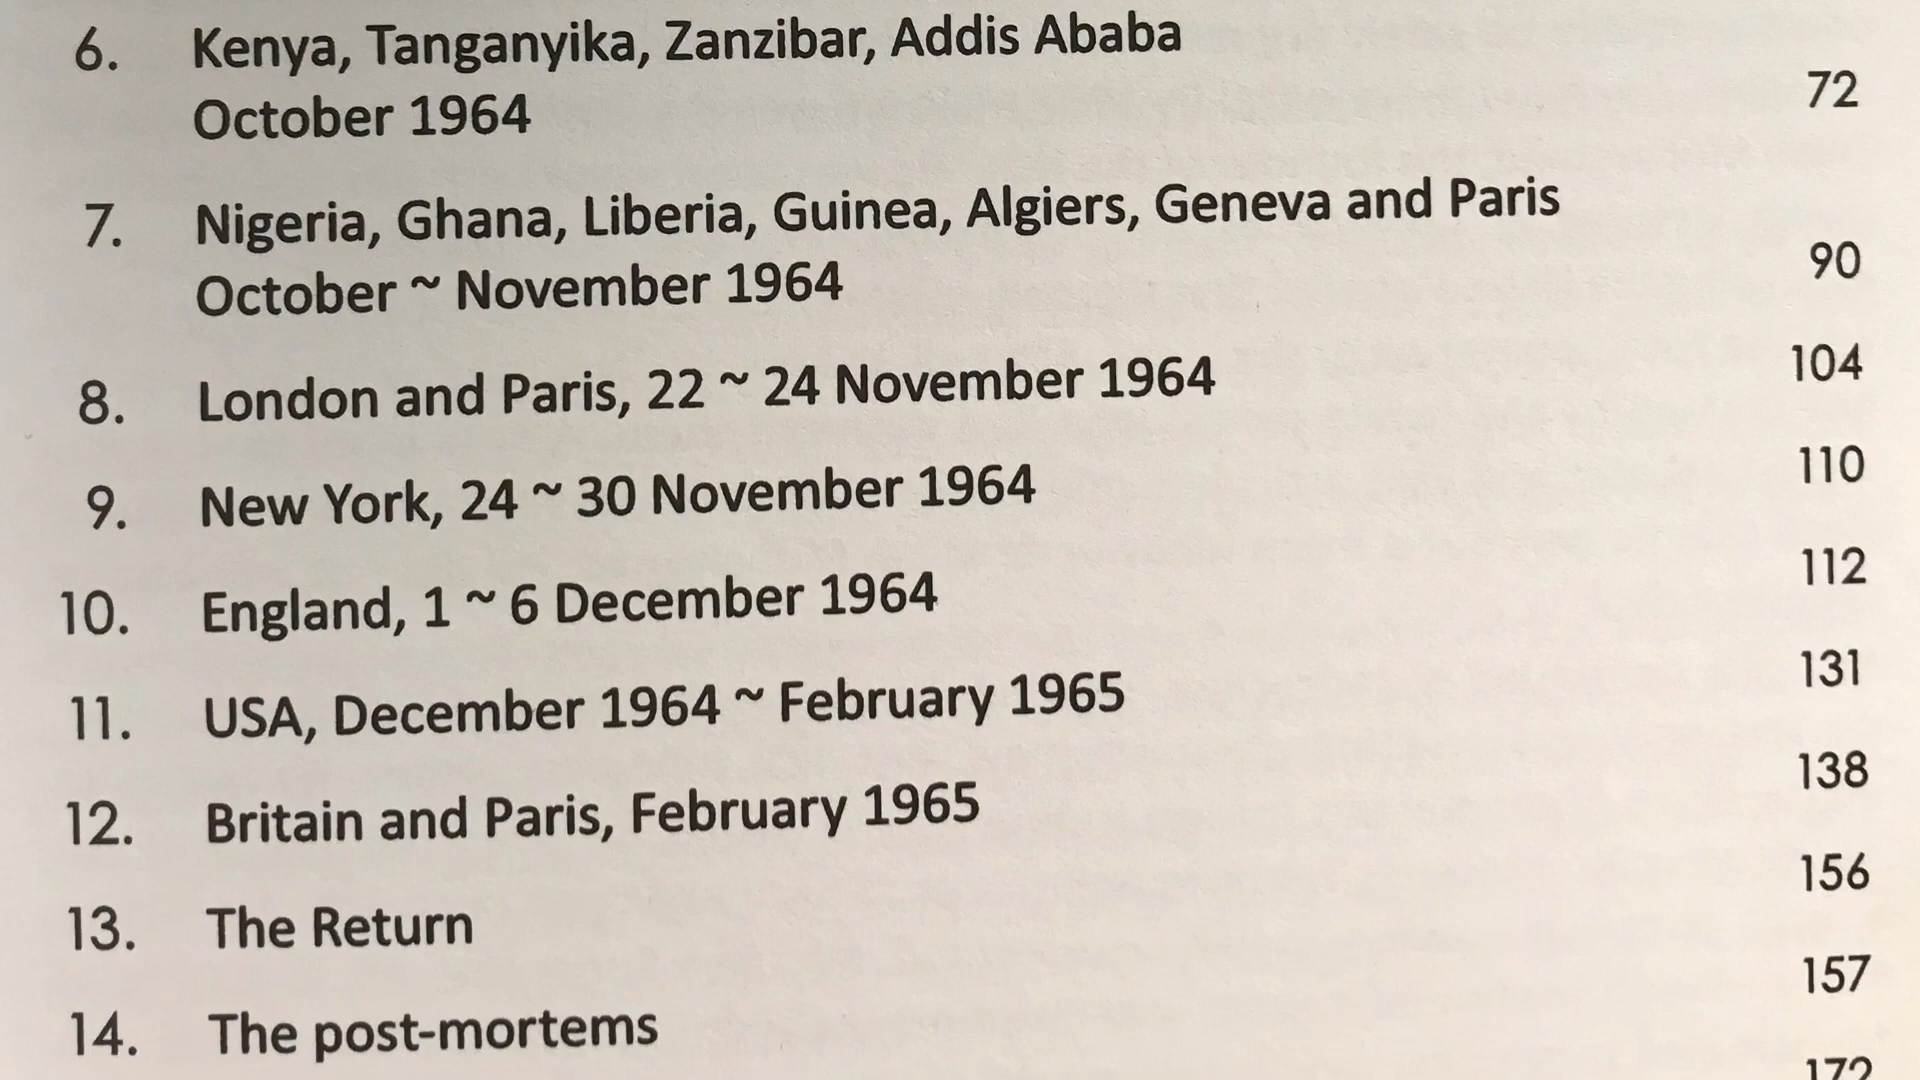 6. Kenya, Tanganyika, Zanzibar, Addis Ababa
October 1964 72
7. Nigeria, Ghana, Liberia, Guinea, Algiers, Geneva and Paris
October ~ November 1964 90
8. London and Paris, 22 ~ 24 November 1964 104
9. New York, 24 ~ 30 November 1964 110
10. England, 1 ~ 6 December 1964 112
11. USA, December 1964 ~ February 1965 131
12. Britain and Paris, February 1965 138
13. The Return 156
14. The post-mortems 157
172